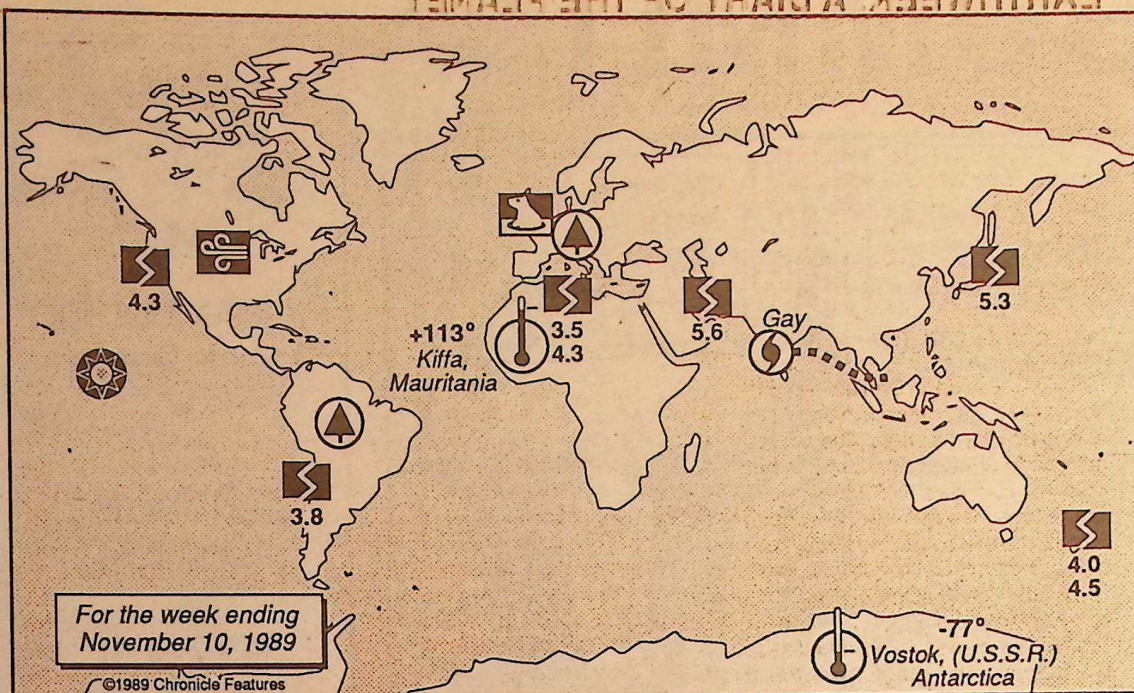 4.3
+113°
Kiffa,
Mauritania
3.5
4.3
5.6
Gay
5.3
3.8
4.0
4.5
For the week ending
November 10, 1989
-77°
Vostok, (U.S.S.R.)
Antarctica
©1989 Chronicle Features